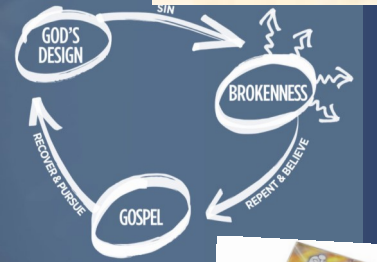 SIN
GOD'S
DESIGN
BROKENNESS
REPENT & BELIEVE
GOSPEL
RECOVER & PURSUE